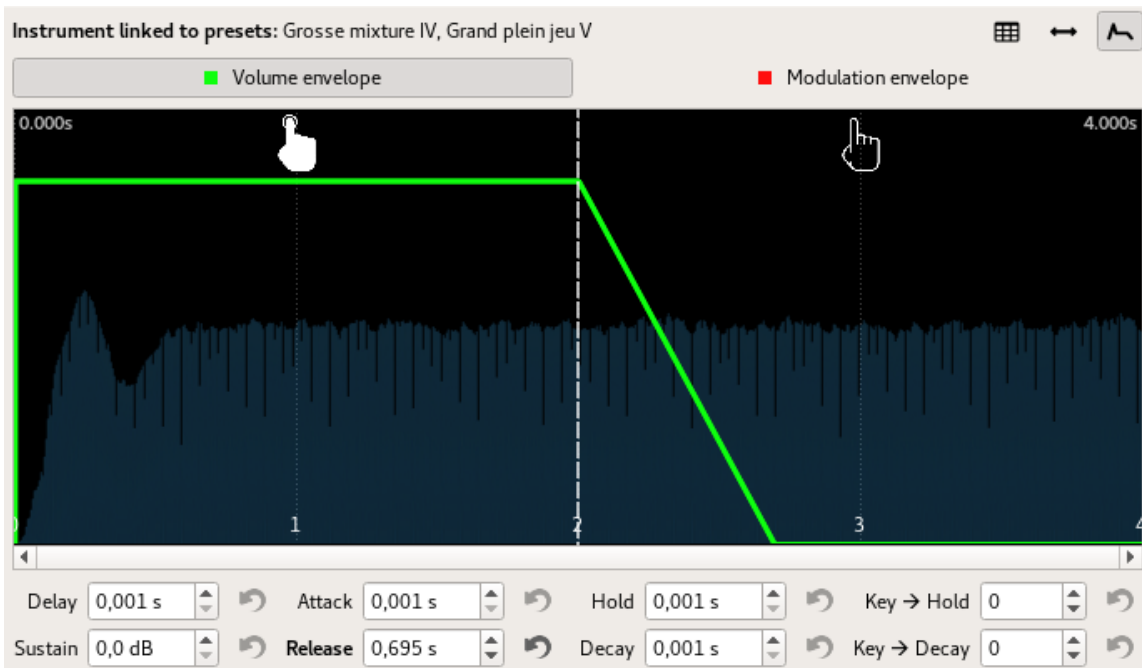 Instrument linked to presets: Grosse mixture IV, Grand plein jeu V
Volume envelope Modulation envelope
0.000s 4.000s
0 1 2 3 4
Delay 0,001 s Attack 0,001 s Hold 0,001 s Key → Hold 0
Sustain 0,0 dB Release 0,695 s Decay 0,001 s Key → Decay 0